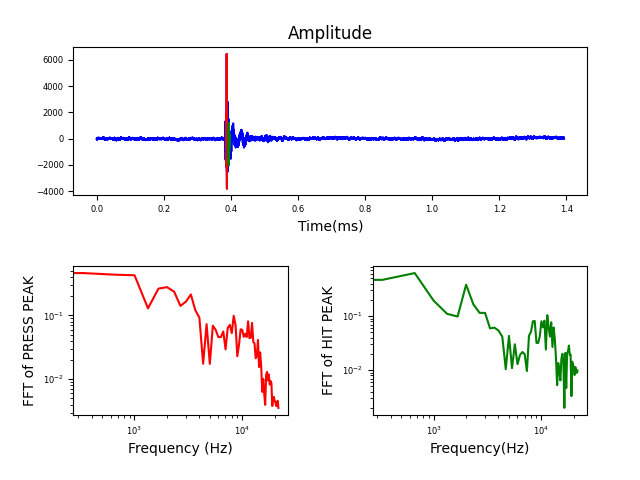 Amplitude
6000
4000
2000
0
−2000
−4000
0.0 0.2 0.4 0.6 0.8 1.0 1.2 1.4
Time(ms)
FFT of PRESS PEAK
10⁻¹
10⁻²
10³ 10⁴
Frequency (Hz)
FFT of HIT PEAK
10⁻¹
10⁻²
10³ 10⁴
Frequency(Hz)